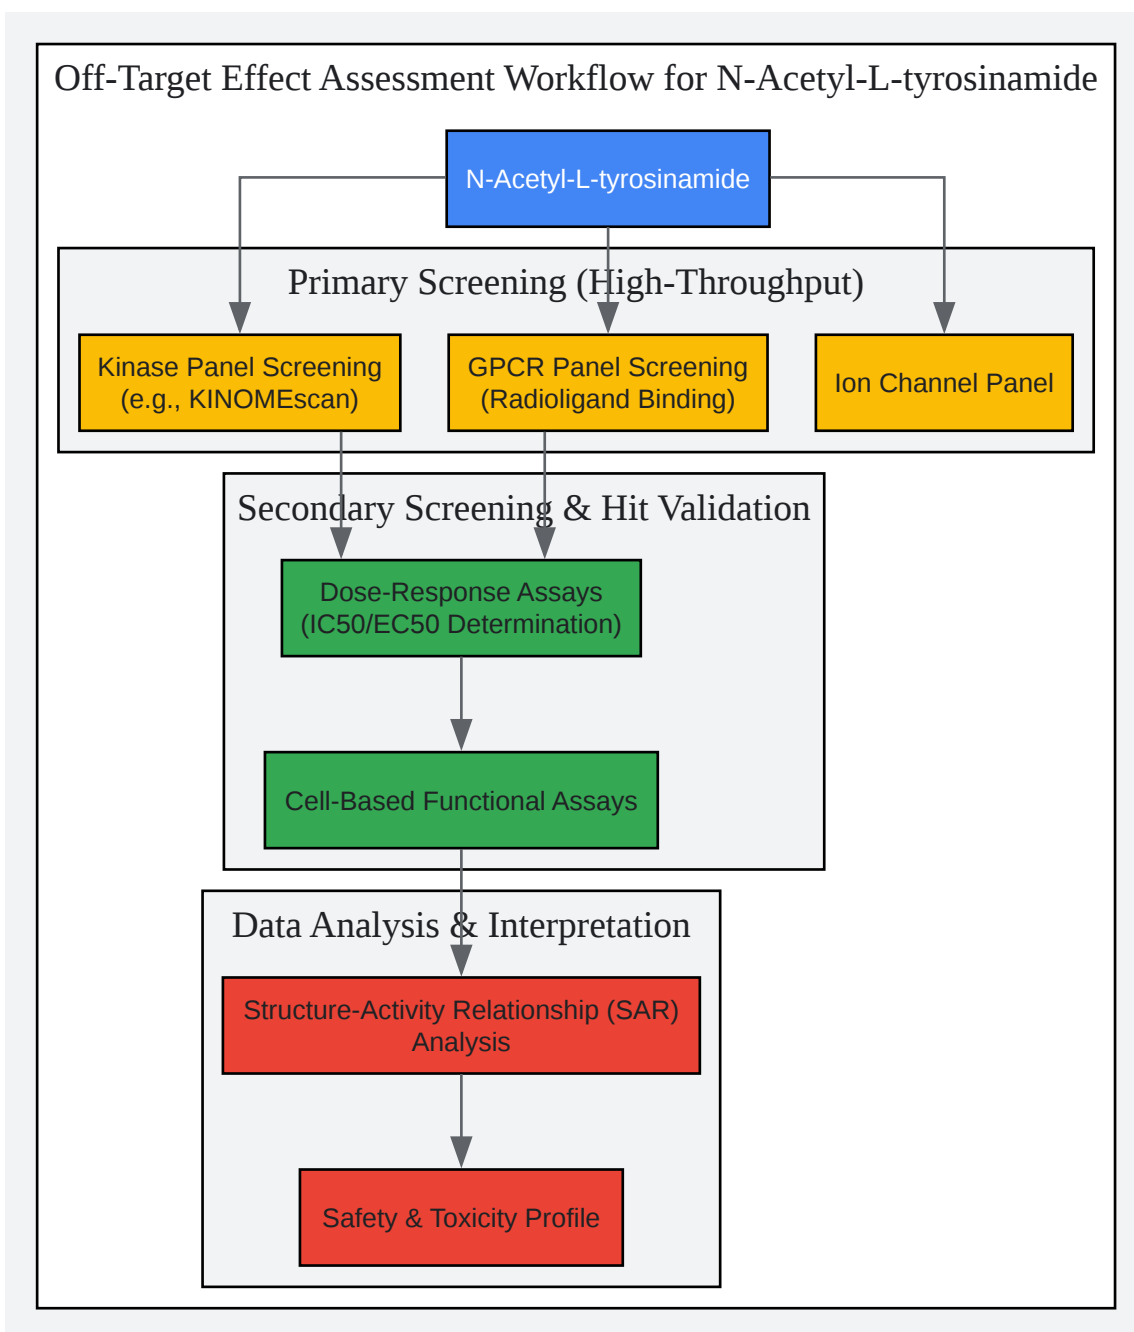 Off-Target Effect Assessment Workflow for N-Acetyl-L-tyrosinamide
N-Acetyl-L-tyrosinamide
Primary Screening (High-Throughput)
Kinase Panel Screening
(e.g., KINOMEscan)
GPCR Panel Screening
(Radioligand Binding)
Ion Channel Panel
Secondary Screening & Hit Validation
Dose-Response Assays
(IC50/EC50 Determination)
Cell-Based Functional Assays
Data Analysis & Interpretation
Structure-Activity Relationship (SAR)
Analysis
Safety & Toxicity Profile